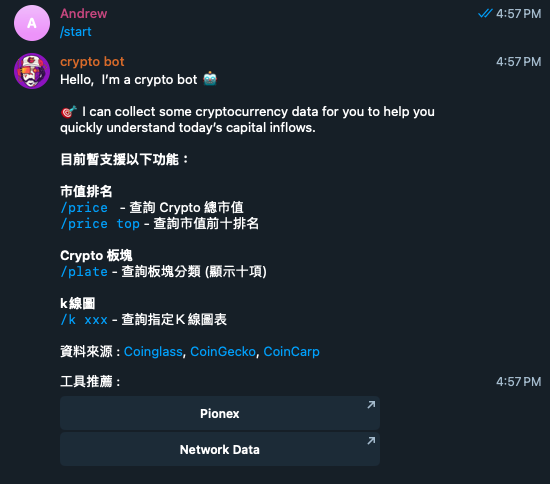 A
Andrew
4:57 PM
/start
crypto bot
4:57 PM
Hello, I'm a crypto bot 🤖
🎯 I can collect some cryptocurrency data for you to help you
quickly understand today's capital inflows.
目前暫支援以下功能：
市值排名
/price - 查詢 Crypto 總市值
/price top - 查詢市值前十排名
Crypto 板塊
/plate - 查詢板塊分類 (顯示十項)
k線圖
/k xxx - 查詢指定K線圖表
資料來源 : Coinglass, CoinGecko, CoinCarp
工具推薦 :
4:57 PM
Pionex
Network Data